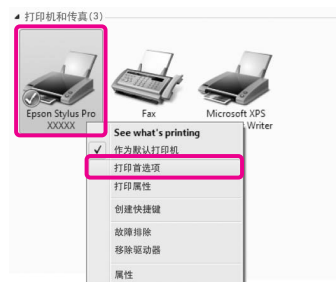 打印机和传真(3)
Epson Stylus Pro
XXXXX
Fax
Microsoft XPS
Writer
See what's printing
作为默认打印机
打印首选项
打印属性
创建快捷键
故障排除
移除驱动器
属性